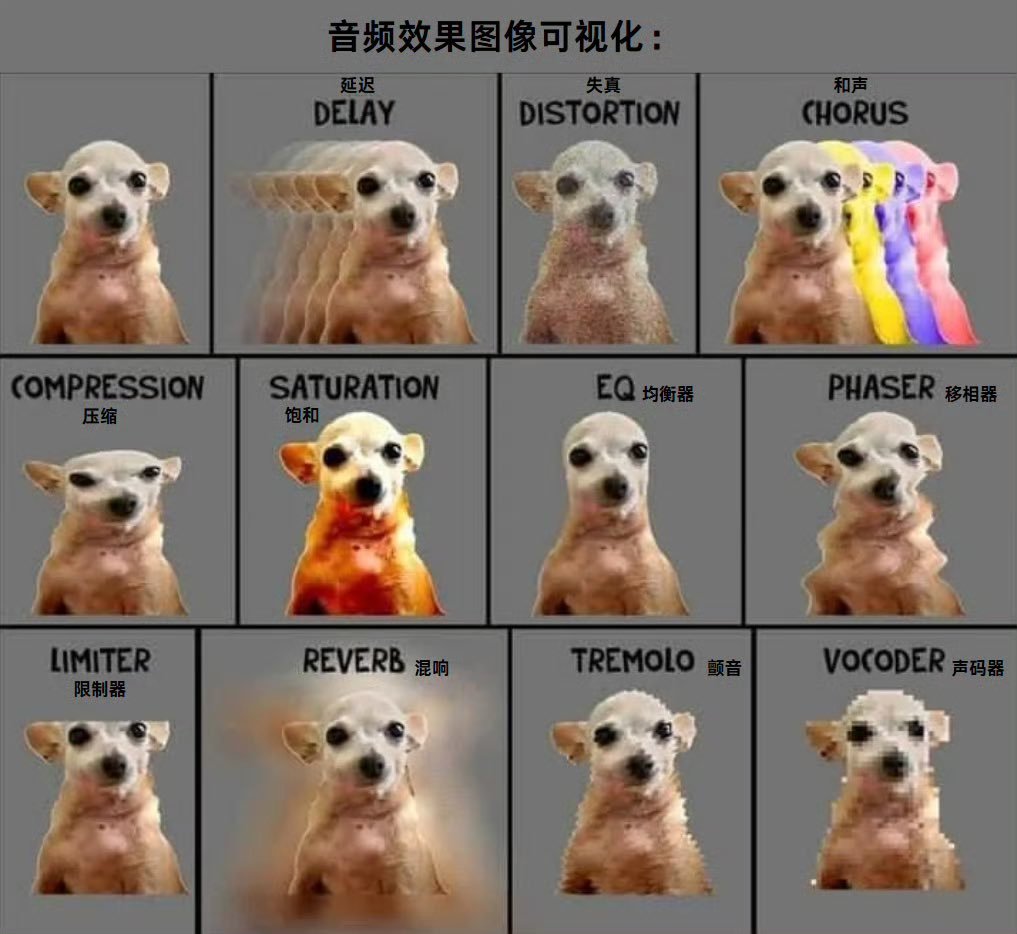 音频效果图像可视化：
延迟
DELAY
失真
DISTORTION
和声
CHORUS
COMPRESSION
压缩
SATURATION
饱和
EQ 均衡器
PHASER 移相器
LIMITER
限制器
REVERB 混响
TREMOLO 颤音
VOCODER 声码器